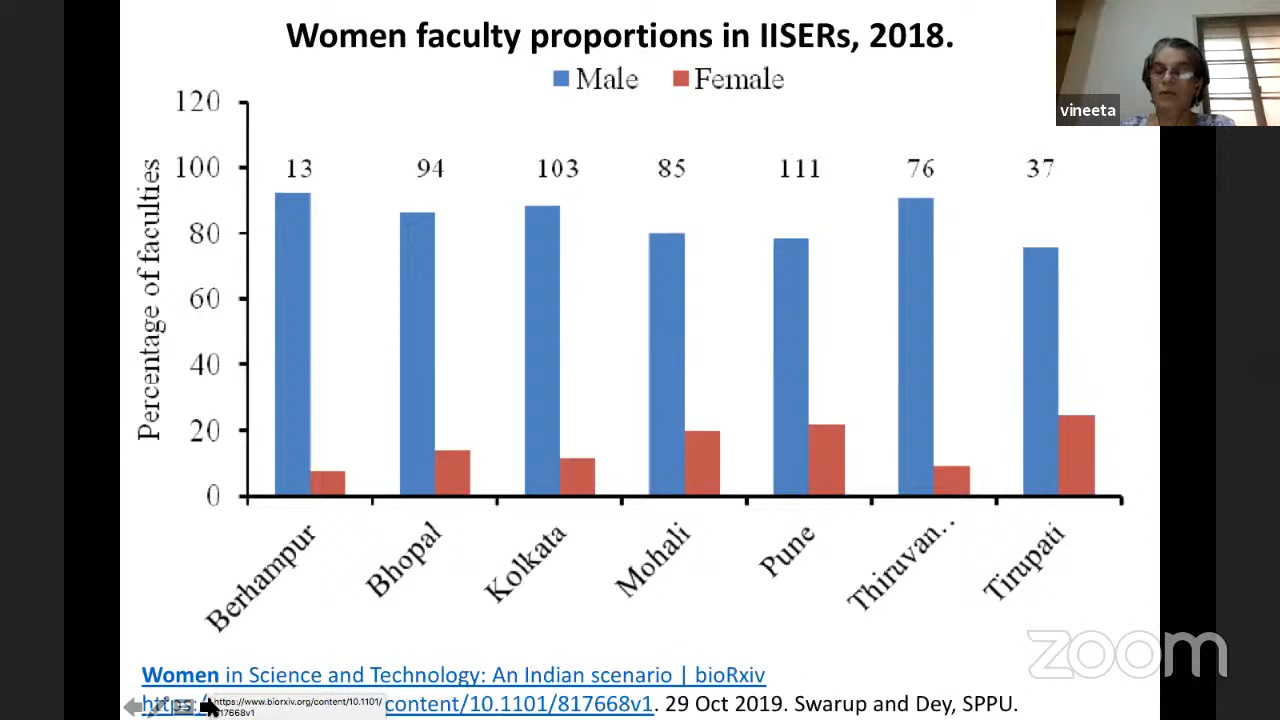 Women faculty proportions in IISERs, 2018.
Male Female
vineeta
Percentage of faculties
120
100
80
60
40
20
0
13 94 103 85 111 76 37
Berhampur Bhopal Kolkata Mohali Pune Thiruvan.. Tirupati
zoom
Women in Science and Technology: An Indian scenario | bioRxiv
https:/ content/10.1101/817668v1. 29 Oct 2019. Swarup and Dey, SPPU.
https://www.biorxiv.org/content/10.1101/
817668v1